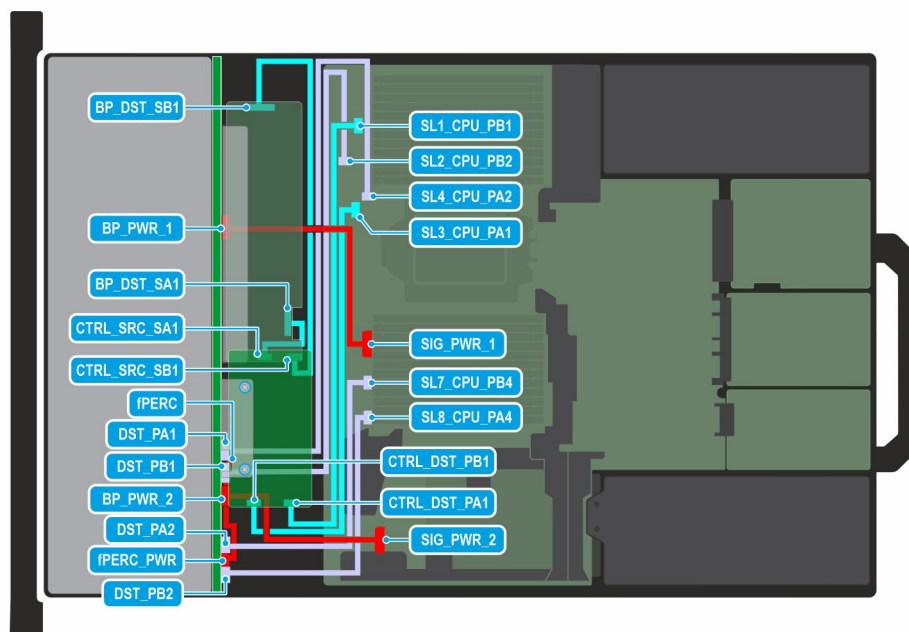 BP_DST_SB1
BP_PWR_1
BP_DST_SA1
CTRL_SRC_SA1
CTRL_SRC_SB1
fPERC
DST_PA1
DST_PB1
BP_PWR_2
DST_PA2
fPERC_PWR
DST_PB2
SL1_CPU_PB1
SL2_CPU_PB2
SL4_CPU_PA2
SL3_CPU_PA1
SIG_PWR_1
SL7_CPU_PB4
SL8_CPU_PA4
CTRL_DST_PB1
CTRL_DST_PA1
SIG_PWR_2